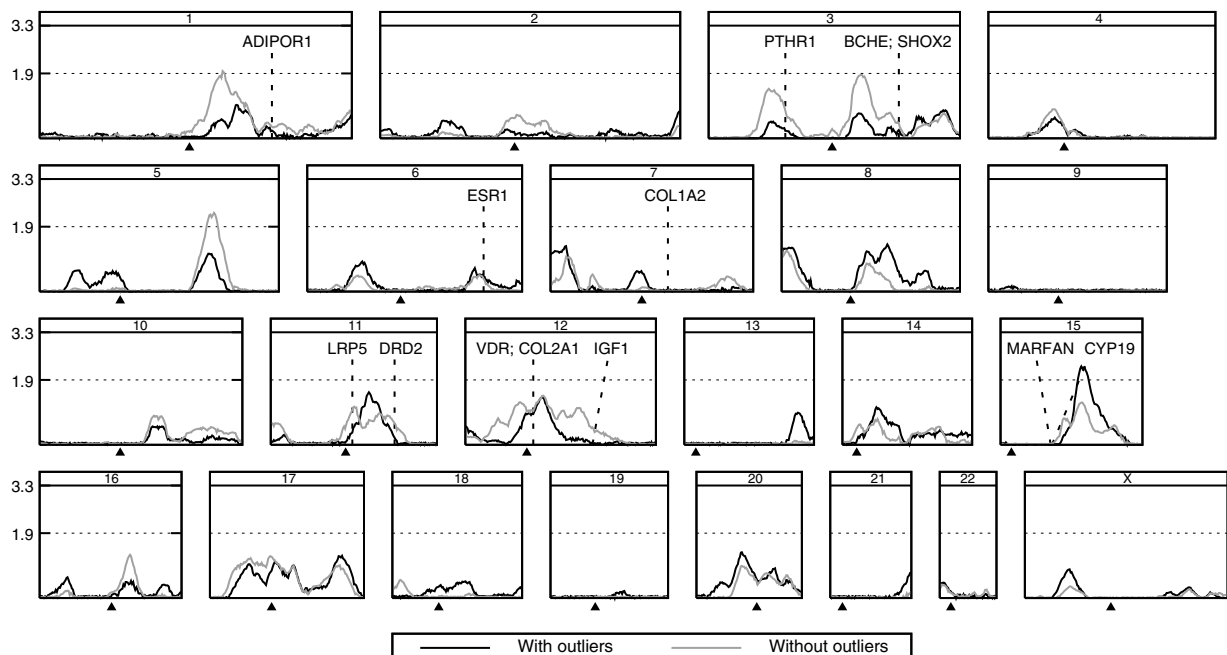 1 2 3 4
3.3
ADIPOR1 PTHR1 BCHE; SHOX2
1.9
5 6 7 8 9
3.3
ESR1 COL1A2
1.9
10 11 12 13 14 15
3.3
LRP5 DRD2 VDR; COL2A1 IGF1 MARFAN CYP19
1.9
16 17 18 19 20 21 22 X
3.3
1.9
With outliers Without outliers